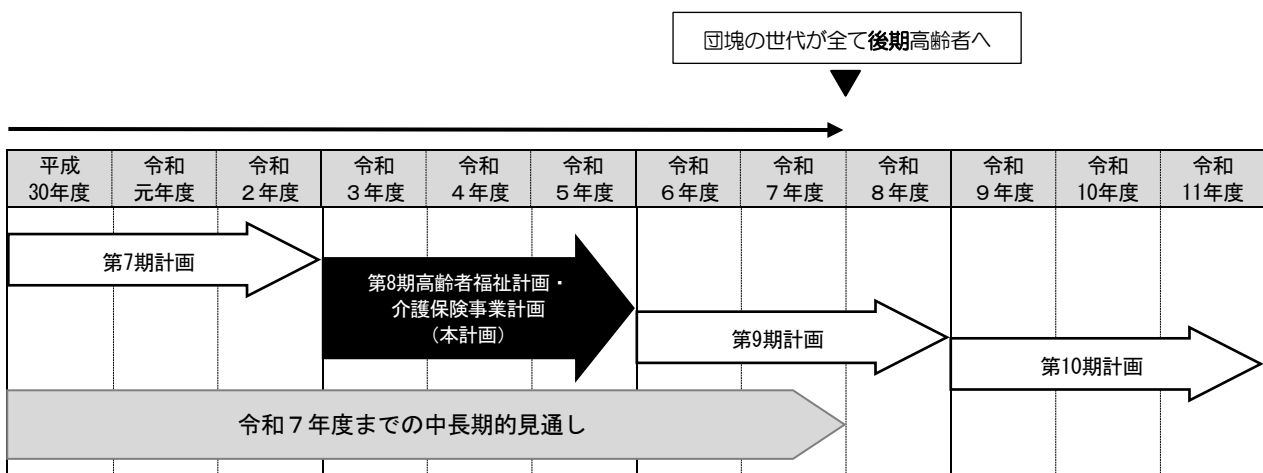 団塊の世代が全て後期高齢者へ
平成
30年度
令和
元年度
令和
２年度
令和
３年度
令和
４年度
令和
５年度
令和
６年度
令和
７年度
令和
８年度
令和
９年度
令和
10年度
令和
11年度
第7期計画
第8期高齢者福祉計画・
介護保険事業計画
（本計画）
第9期計画
第10期計画
令和７年度までの中長期的見通し